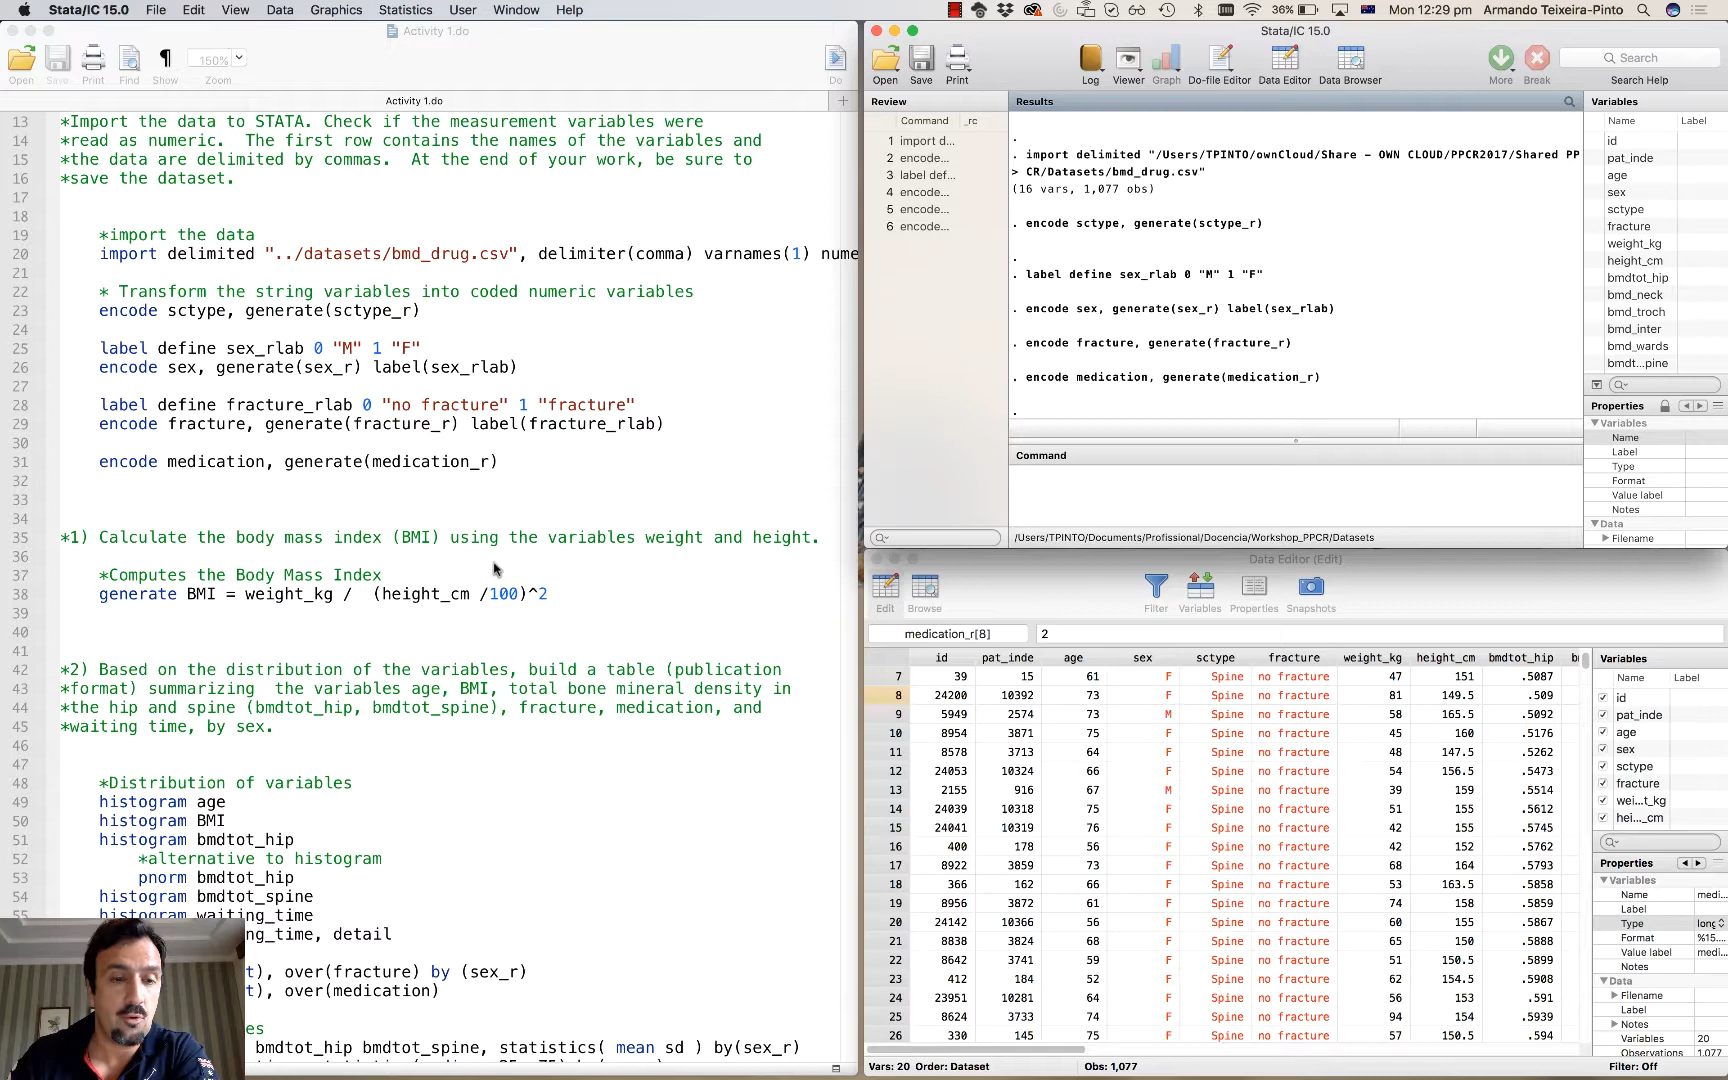 Stata/IC 15.0 File Edit View Data Graphics Statistics User Window Help
36% Mon 12:29 pm Armando Teixeira-Pinto
Activity 1.do
Open Save Print Find Show 150% Zoom Do
Activity 1.do
13 *Import the data to STATA. Check if the measurement variables were
14 *read as numeric.  The first row contains the names of the variables and
15 *the data are delimited by commas.  At the end of your work, be sure to
16 *save the dataset.
17
18
19 *import the data
20 import delimited "../datasets/bmd_drug.csv", delimiter(comma) varnames(1) nume
21
22 * Transform the string variables into coded numeric variables
23 encode sctype, generate(sctype_r)
24
25 label define sex_rlab 0 "M" 1 "F"
26 encode sex, generate(sex_r) label(sex_rlab)
27
28 label define fracture_rlab 0 "no fracture" 1 "fracture"
29 encode fracture, generate(fracture_r) label(fracture_rlab)
30
31 encode medication, generate(medication_r)
32
33
34
35 *1) Calculate the body mass index (BMI) using the variables weight and height.
36
37 *Computes the Body Mass Index
38 generate BMI = weight_kg /  (height_cm /100)^2
39
40
41
42 *2) Based on the distribution of the variables, build a table (publication
43 *format) summarizing  the variables age, BMI, total bone mineral density in
44 *the hip and spine (bmdtot_hip, bmdtot_spine), fracture, medication, and
45 *waiting time, by sex.
46
47
48 *Distribution of variables
49 histogram age
50 histogram BMI
51 histogram bmdtot_hip
52 *alternative to histogram
53 pnorm bmdtot_hip
54 histogram bmdtot_spine
55 histogram waiting_time
ng_time, detail
t), over(fracture) by (sex_r)
t), over(medication)
es
bmdtot_hip bmdtot_spine, statistics( mean sd ) by(sex_r)
Stata/IC 15.0
Open Save Print Log Viewer Graph Do-file Editor Data Editor Data Browser More Break Search
Search Help
Review
Command _rc
1 import d...
2 encode...
3 label def...
4 encode...
5 encode...
6 encode...
Results
.
. import delimited "/Users/TPINTO/ownCloud/Share - OWN CLOUD/PPCR2017/Shared PP
> CR/Datasets/bmd_drug.csv"
(16 vars, 1,077 obs)
. encode sctype, generate(sctype_r)
.
. label define sex_rlab 0 "M" 1 "F"
. encode sex, generate(sex_r) label(sex_rlab)
. encode fracture, generate(fracture_r)
. encode medication, generate(medication_r)
.
Command
/Users/TPINTO/Documents/Profissional/Docencia/Workshop_PPCR/Datasets
Variables
Name Label
id
pat_inde
age
sex
sctype
fracture
weight_kg
height_cm
bmdtot_hip
bmd_neck
bmd_troch
bmd_inter
bmd_wards
bmdt...pine
Properties
Variables
Name
Label
Type
Format
Value label
Notes
Data
Filename
Data Editor (Edit)
Edit Browse Filter Variables Properties Snapshots
medication_r[8] 2
id pat_inde age sex sctype fracture weight_kg height_cm bmdtot_hip
7 39 15 61 F Spine no fracture 47 151 .5087
8 24200 10392 73 F Spine no fracture 81 149.5 .509
9 5949 2574 73 M Spine no fracture 58 165.5 .5092
10 8954 3871 75 F Spine no fracture 45 160 .5176
11 8578 3713 64 F Spine no fracture 48 147.5 .5262
12 24053 10324 66 F Spine no fracture 54 156.5 .5473
13 2155 916 67 M Spine no fracture 39 159 .5514
14 24039 10318 75 F Spine no fracture 51 155 .5612
15 24041 10319 76 F Spine no fracture 42 155 .5745
16 400 178 56 F Spine no fracture 42 152 .5762
17 8922 3859 73 F Spine no fracture 68 164 .5793
18 366 162 66 F Spine no fracture 53 163.5 .5858
19 8956 3872 61 F Spine no fracture 74 158 .5859
20 24142 10366 56 F Spine no fracture 60 155 .5867
21 8838 3824 68 F Spine no fracture 65 150 .5888
22 8642 3741 59 F Spine no fracture 51 150.5 .5899
23 412 184 52 F Spine no fracture 62 154.5 .5908
24 23951 10281 64 F Spine no fracture 56 153 .591
25 8624 3733 74 F Spine no fracture 94 154 .5939
26 330 145 75 F Spine no fracture 57 150.5 .594
Vars: 20 Order: Dataset Obs: 1,077 Filter: Off
Variables
Name Label
id
pat_inde
age
sex
sctype
fracture
wei...t_kg
hei..._cm
Properties
Variables
Name medi...
Label
Type long
Format %15...
Value label medi...
Notes
Data
Filename
Label
Notes
Variables 20
Observations 1,077